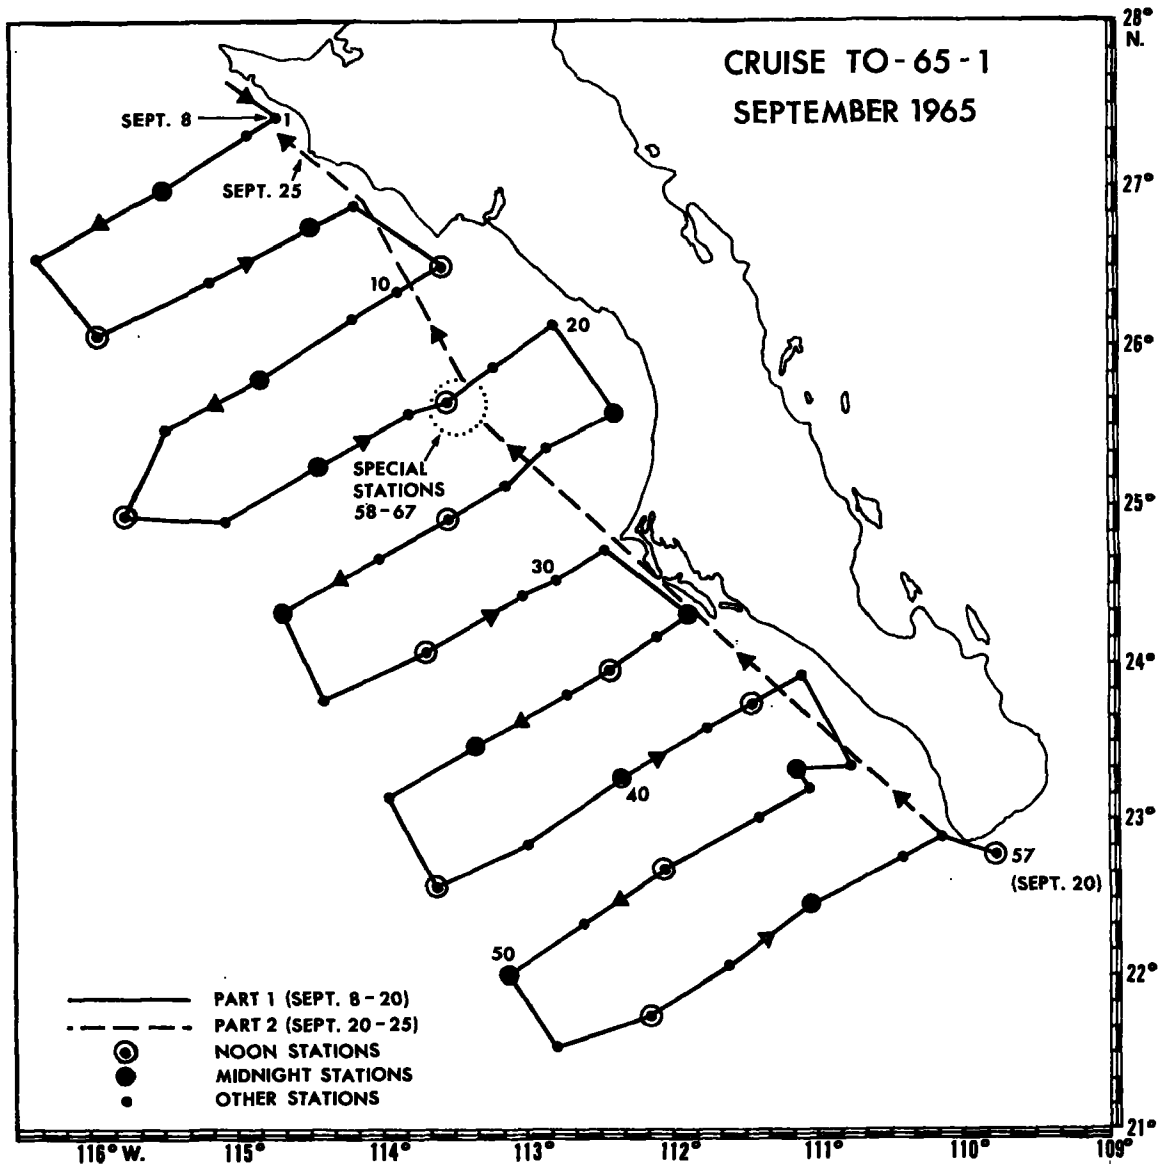 CRUISE TO-65-1
SEPTEMBER 1965
28°
N.
SEPT. 8
1
27°
SEPT. 25
10
26°
20
SPECIAL
STATIONS
58-67
25°
30
24°
40
23°
57
(SEPT. 20)
50
22°
PART 1 (SEPT. 8-20)
PART 2 (SEPT. 20-25)
NOON STATIONS
MIDNIGHT STATIONS
OTHER STATIONS
21°
116° W. 115° 114° 113° 112° 111° 110° 109°